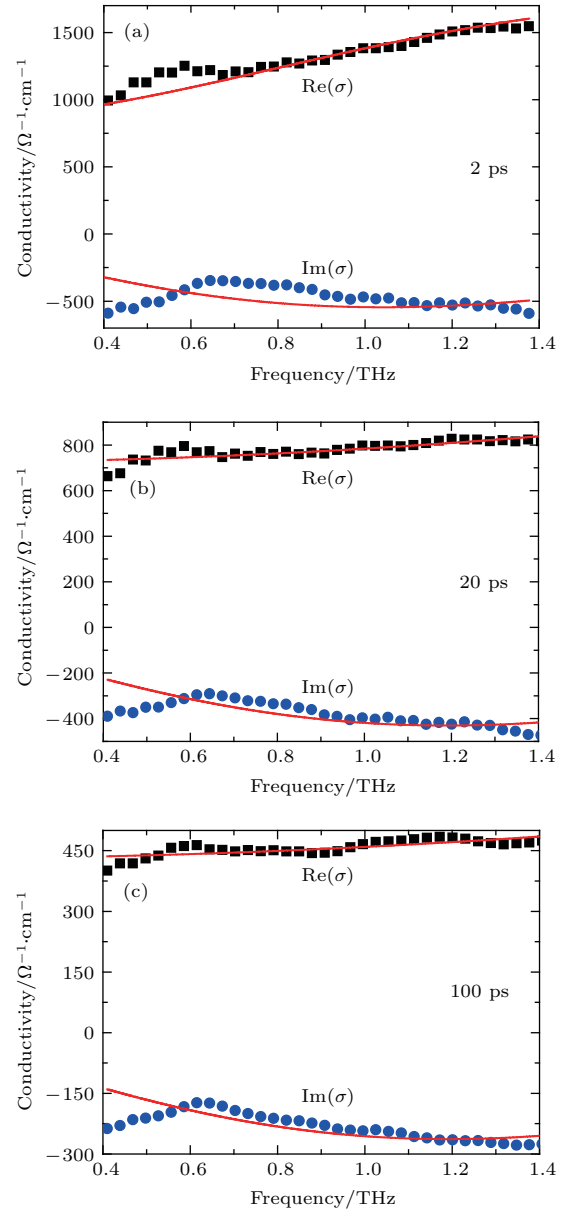 (a)
1500
1000
500
0
−500
Conductivity/Ω⁻¹·cm⁻¹
Re(σ)
2 ps
Im(σ)
0.4 0.6 0.8 1.0 1.2 1.4
Frequency/THz
800
600
400
200
0
−200
−400
Conductivity/Ω⁻¹·cm⁻¹
(b)
Re(σ)
20 ps
Im(σ)
0.4 0.6 0.8 1.0 1.2 1.4
Frequency/THz
450
300
150
0
−150
−300
Conductivity/Ω⁻¹·cm⁻¹
(c)
Re(σ)
100 ps
Im(σ)
0.4 0.6 0.8 1.0 1.2 1.4
Frequency/THz